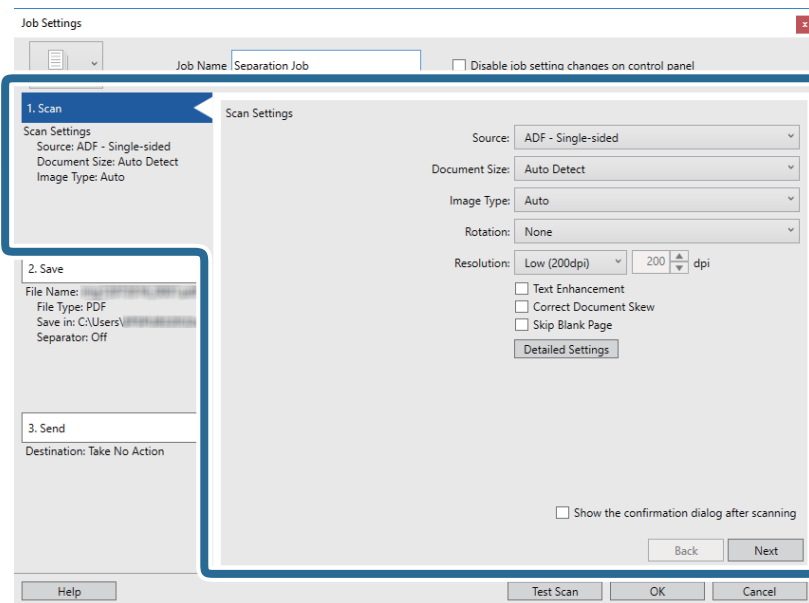 Job Settings
x
Job Name Separation Job
Disable job setting changes on control panel
1. Scan
Scan Settings
Source: ADF - Single-sided
Document Size: Auto Detect
Image Type: Auto
2. Save
File Name:
File Type: PDF
Save in: C:\Users\
Separator: Off
3. Send
Destination: Take No Action
Scan Settings
Source: ADF - Single-sided
Document Size: Auto Detect
Image Type: Auto
Rotation: None
Resolution: Low (200dpi) 200 dpi
Text Enhancement
Correct Document Skew
Skip Blank Page
Detailed Settings
Show the confirmation dialog after scanning
Back Next
Help Test Scan OK Cancel